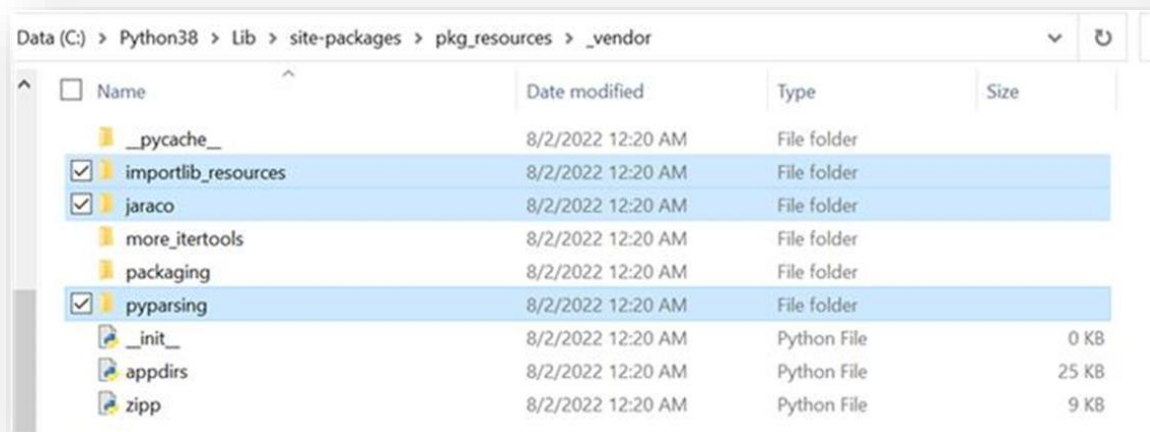 Data (C:) > Python38 > Lib > site-packages > pkg_resources > _vendor
Name Date modified Type Size
__pycache__ 8/2/2022 12:20 AM File folder
importlib_resources 8/2/2022 12:20 AM File folder
jaraco 8/2/2022 12:20 AM File folder
more_itertools 8/2/2022 12:20 AM File folder
packaging 8/2/2022 12:20 AM File folder
pyparsing 8/2/2022 12:20 AM File folder
__init__ 8/2/2022 12:20 AM Python File 0 KB
appdirs 8/2/2022 12:20 AM Python File 25 KB
zipp 8/2/2022 12:20 AM Python File 9 KB